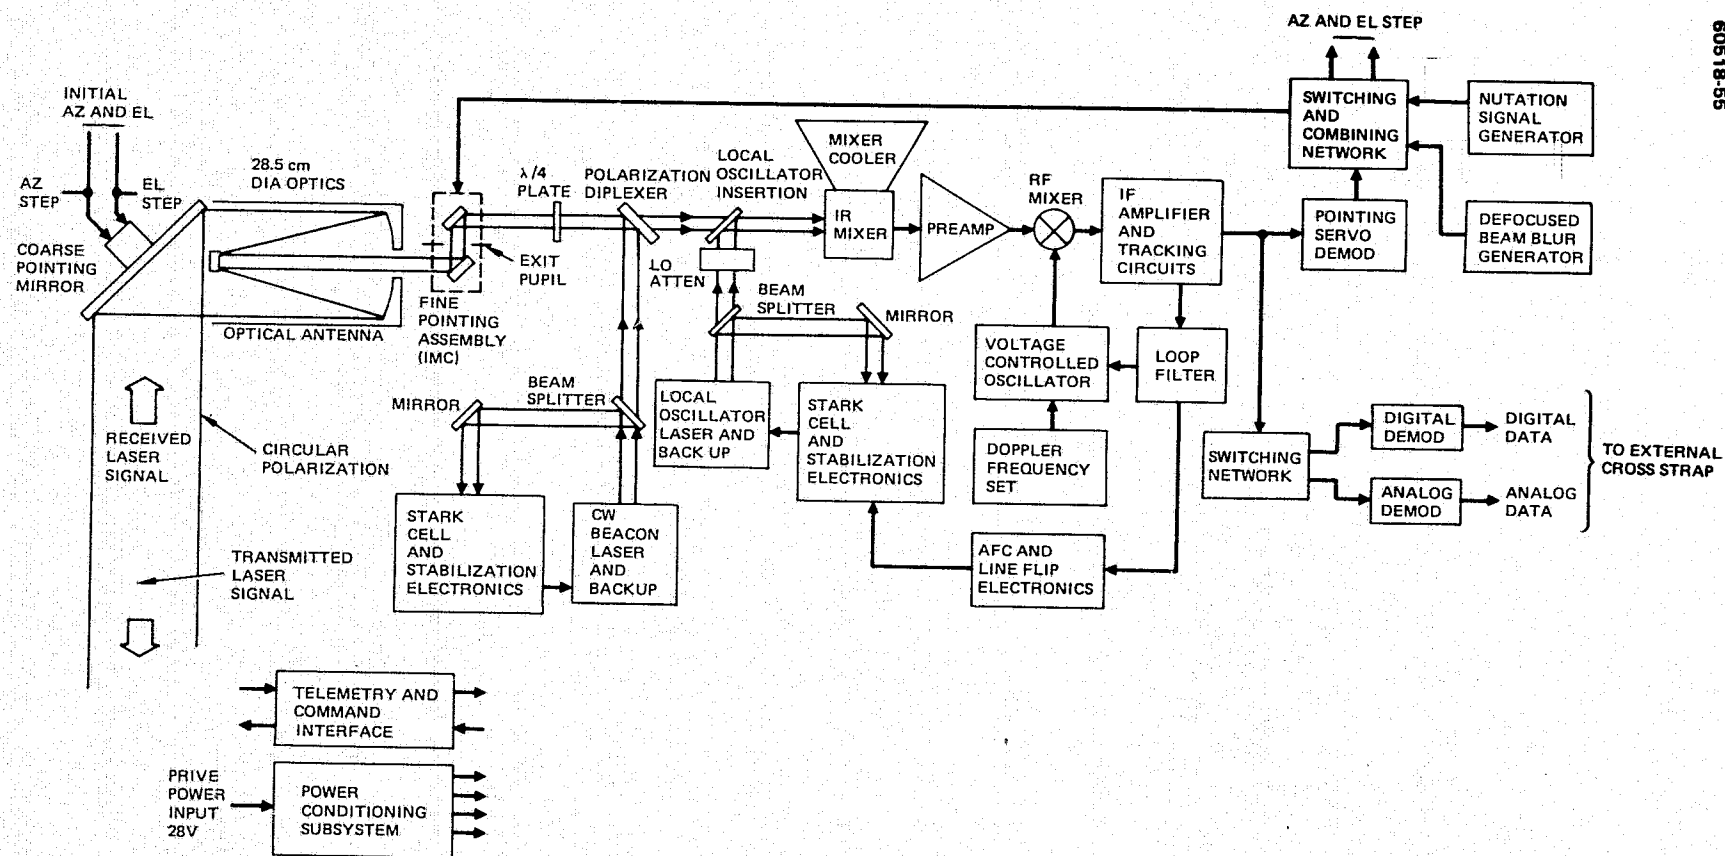 60518-55
AZ AND EL STEP
INITIAL
AZ AND EL
AZ
STEP
EL
STEP
28.5 cm
DIA OPTICS
COARSE
POINTING
MIRROR
OPTICAL ANTENNA
FINE
POINTING
ASSEMBLY
(IMC)
EXIT
PUPIL
λ/4
PLATE
POLARIZATION
DIPLEXER
LOCAL
OSCILLATOR
INSERTION
MIXER
COOLER
IR
MIXER
PREAMP
RF
MIXER
IF
AMPLIFIER
AND
TRACKING
CIRCUITS
SWITCHING
AND
COMBINING
NETWORK
NUTATION
SIGNAL
GENERATOR
POINTING
SERVO
DEMOD
DEFOCUSED
BEAM BLUR
GENERATOR
LO
ATTEN
BEAM
SPLITTER
MIRROR
VOLTAGE
CONTROLLED
OSCILLATOR
LOOP
FILTER
MIRROR
BEAM
SPLITTER
LOCAL
OSCILLATOR
LASER AND
BACK UP
STARK
CELL
AND
STABILIZATION
ELECTRONICS
DOPPLER
FREQUENCY
SET
SWITCHING
NETWORK
DIGITAL
DEMOD
DIGITAL
DATA
ANALOG
DEMOD
ANALOG
DATA
TO EXTERNAL
CROSS STRAP
RECEIVED
LASER
SIGNAL
CIRCULAR
POLARIZATION
STARK
CELL
AND
STABILIZATION
ELECTRONICS
CW
BEACON
LASER
AND
BACKUP
AFC AND
LINE FLIP
ELECTRONICS
TRANSMITTED
LASER
SIGNAL
TELEMETRY AND
COMMAND
INTERFACE
PRIVE
POWER
INPUT
28V
POWER
CONDITIONING
SUBSYSTEM